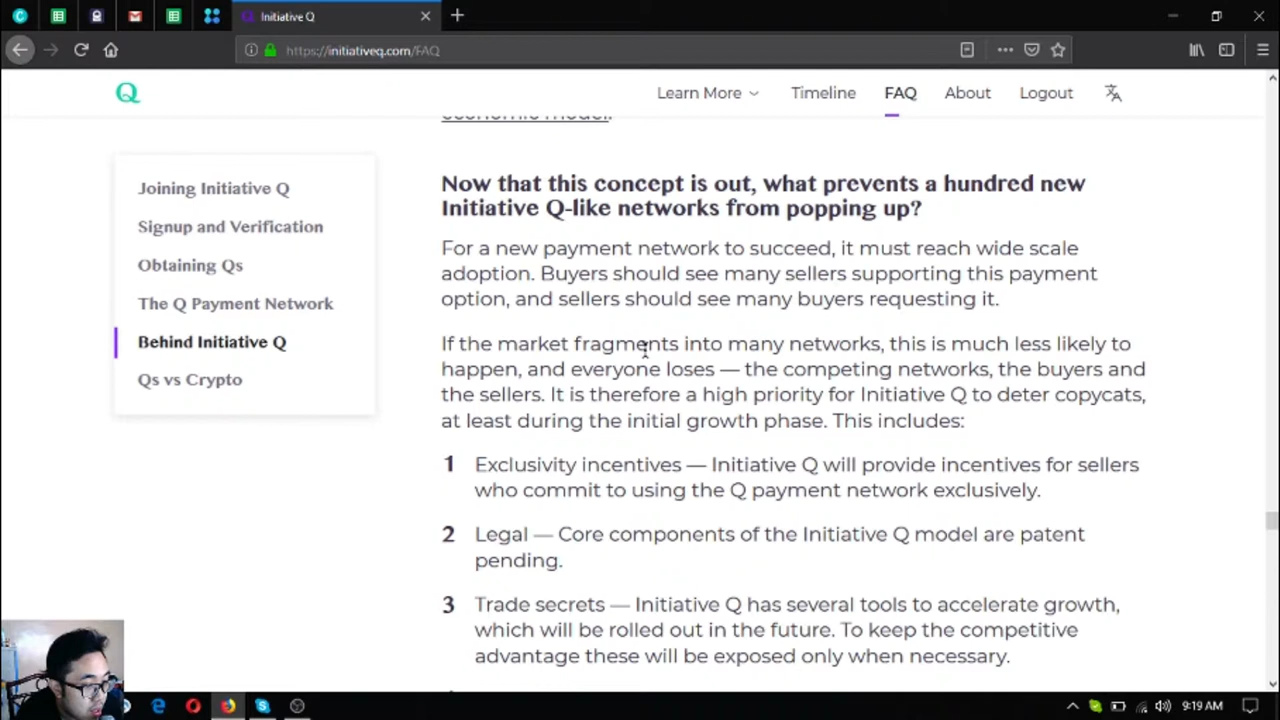 Initiative Q
https://initiativeq.com/FAQ
Q
Learn More
Timeline
FAQ
About
Logout
economic model.
Joining Initiative Q
Signup and Verification
Obtaining Qs
The Q Payment Network
Behind Initiative Q
Qs vs Crypto
Now that this concept is out, what prevents a hundred new
Initiative Q-like networks from popping up?
For a new payment network to succeed, it must reach wide scale
adoption. Buyers should see many sellers supporting this payment
option, and sellers should see many buyers requesting it.
If the market fragments into many networks, this is much less likely to
happen, and everyone loses — the competing networks, the buyers and
the sellers. It is therefore a high priority for Initiative Q to deter copycats,
at least during the initial growth phase. This includes:
1 Exclusivity incentives — Initiative Q will provide incentives for sellers
who commit to using the Q payment network exclusively.
2 Legal — Core components of the Initiative Q model are patent
pending.
3 Trade secrets — Initiative Q has several tools to accelerate growth,
which will be rolled out in the future. To keep the competitive
advantage these will be exposed only when necessary.
9:19 AM